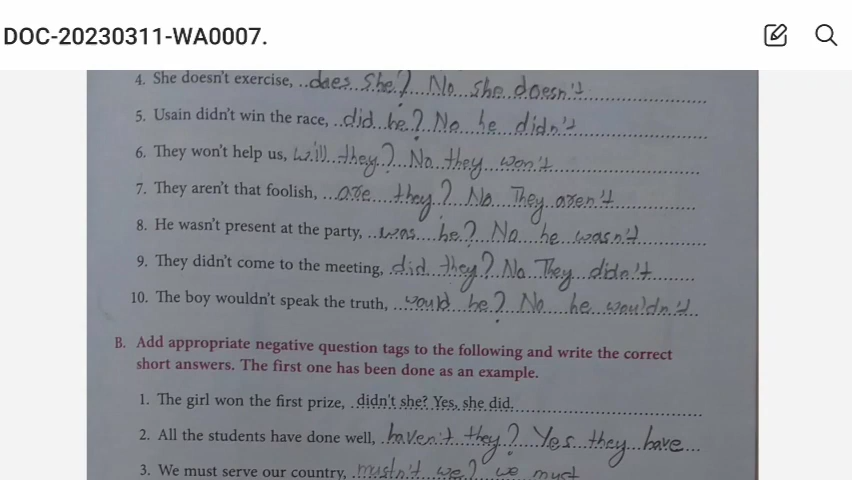 DOC-20230311-WA0007.
4. She doesn't exercise, ..does she? No she doesn't
5. Usain didn't win the race, ..did he? No he didn't
6. They won't help us, will they? No they won't
7. They aren't that foolish, ...are they? No They aren't
8. He wasn't present at the party, ..was he? No he wasn't
9. They didn't come to the meeting, did they? No They didn't
10. The boy wouldn't speak the truth, ..would he? No he wouldn't
B. Add appropriate negative question tags to the following and write the correct
short answers. The first one has been done as an example.
1. The girl won the first prize, ..didn't she? Yes, she did.
2. All the students have done well, .haven't they? Yes they have
3. We must serve our country, mustn't we? we must